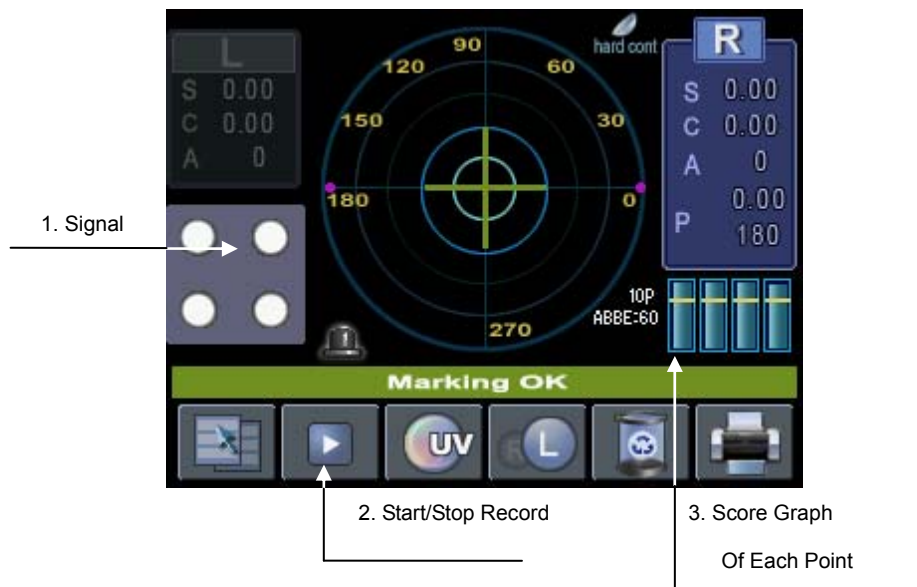 L
S 0.00
C 0.00
A 0
90
120
60
150
30
180
0
270
hard cont
R
S 0.00
C 0.00
A 0
P 0.00
180
1. Signal
10P
ABBE:60
1
Marking OK
UV
R L
2. Start/Stop Record
3. Score Graph
Of Each Point